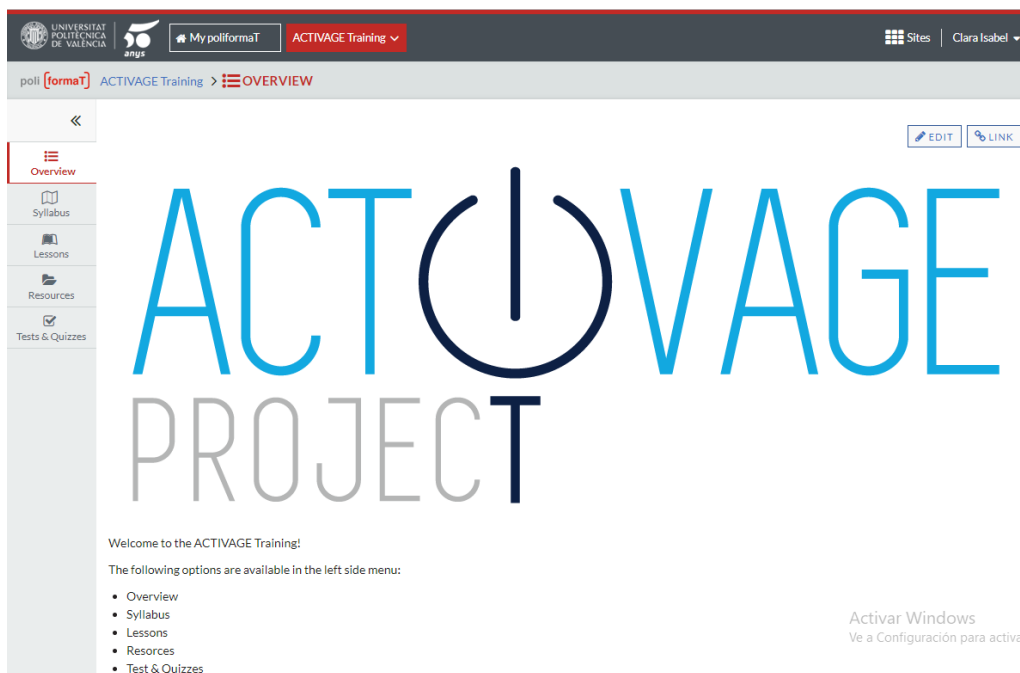 UNIVERSITAT
POLITÈCNICA
DE VALÈNCIA
50
anys
My poliformaT
ACTIVAGE Training
Sites
Clara Isabel
poli [formaT]
ACTIVAGE Training > OVERVIEW
«
EDIT
LINK
Overview
Syllabus
Lessons
Resources
Tests & Quizzes
ACTIVAGE
PROJECT
Welcome to the ACTIVAGE Training!
The following options are available in the left side menu:
• Overview
• Syllabus
• Lessons
• Resorces
• Test & Quizzes
Activar Windows
Ve a Configuración para activa